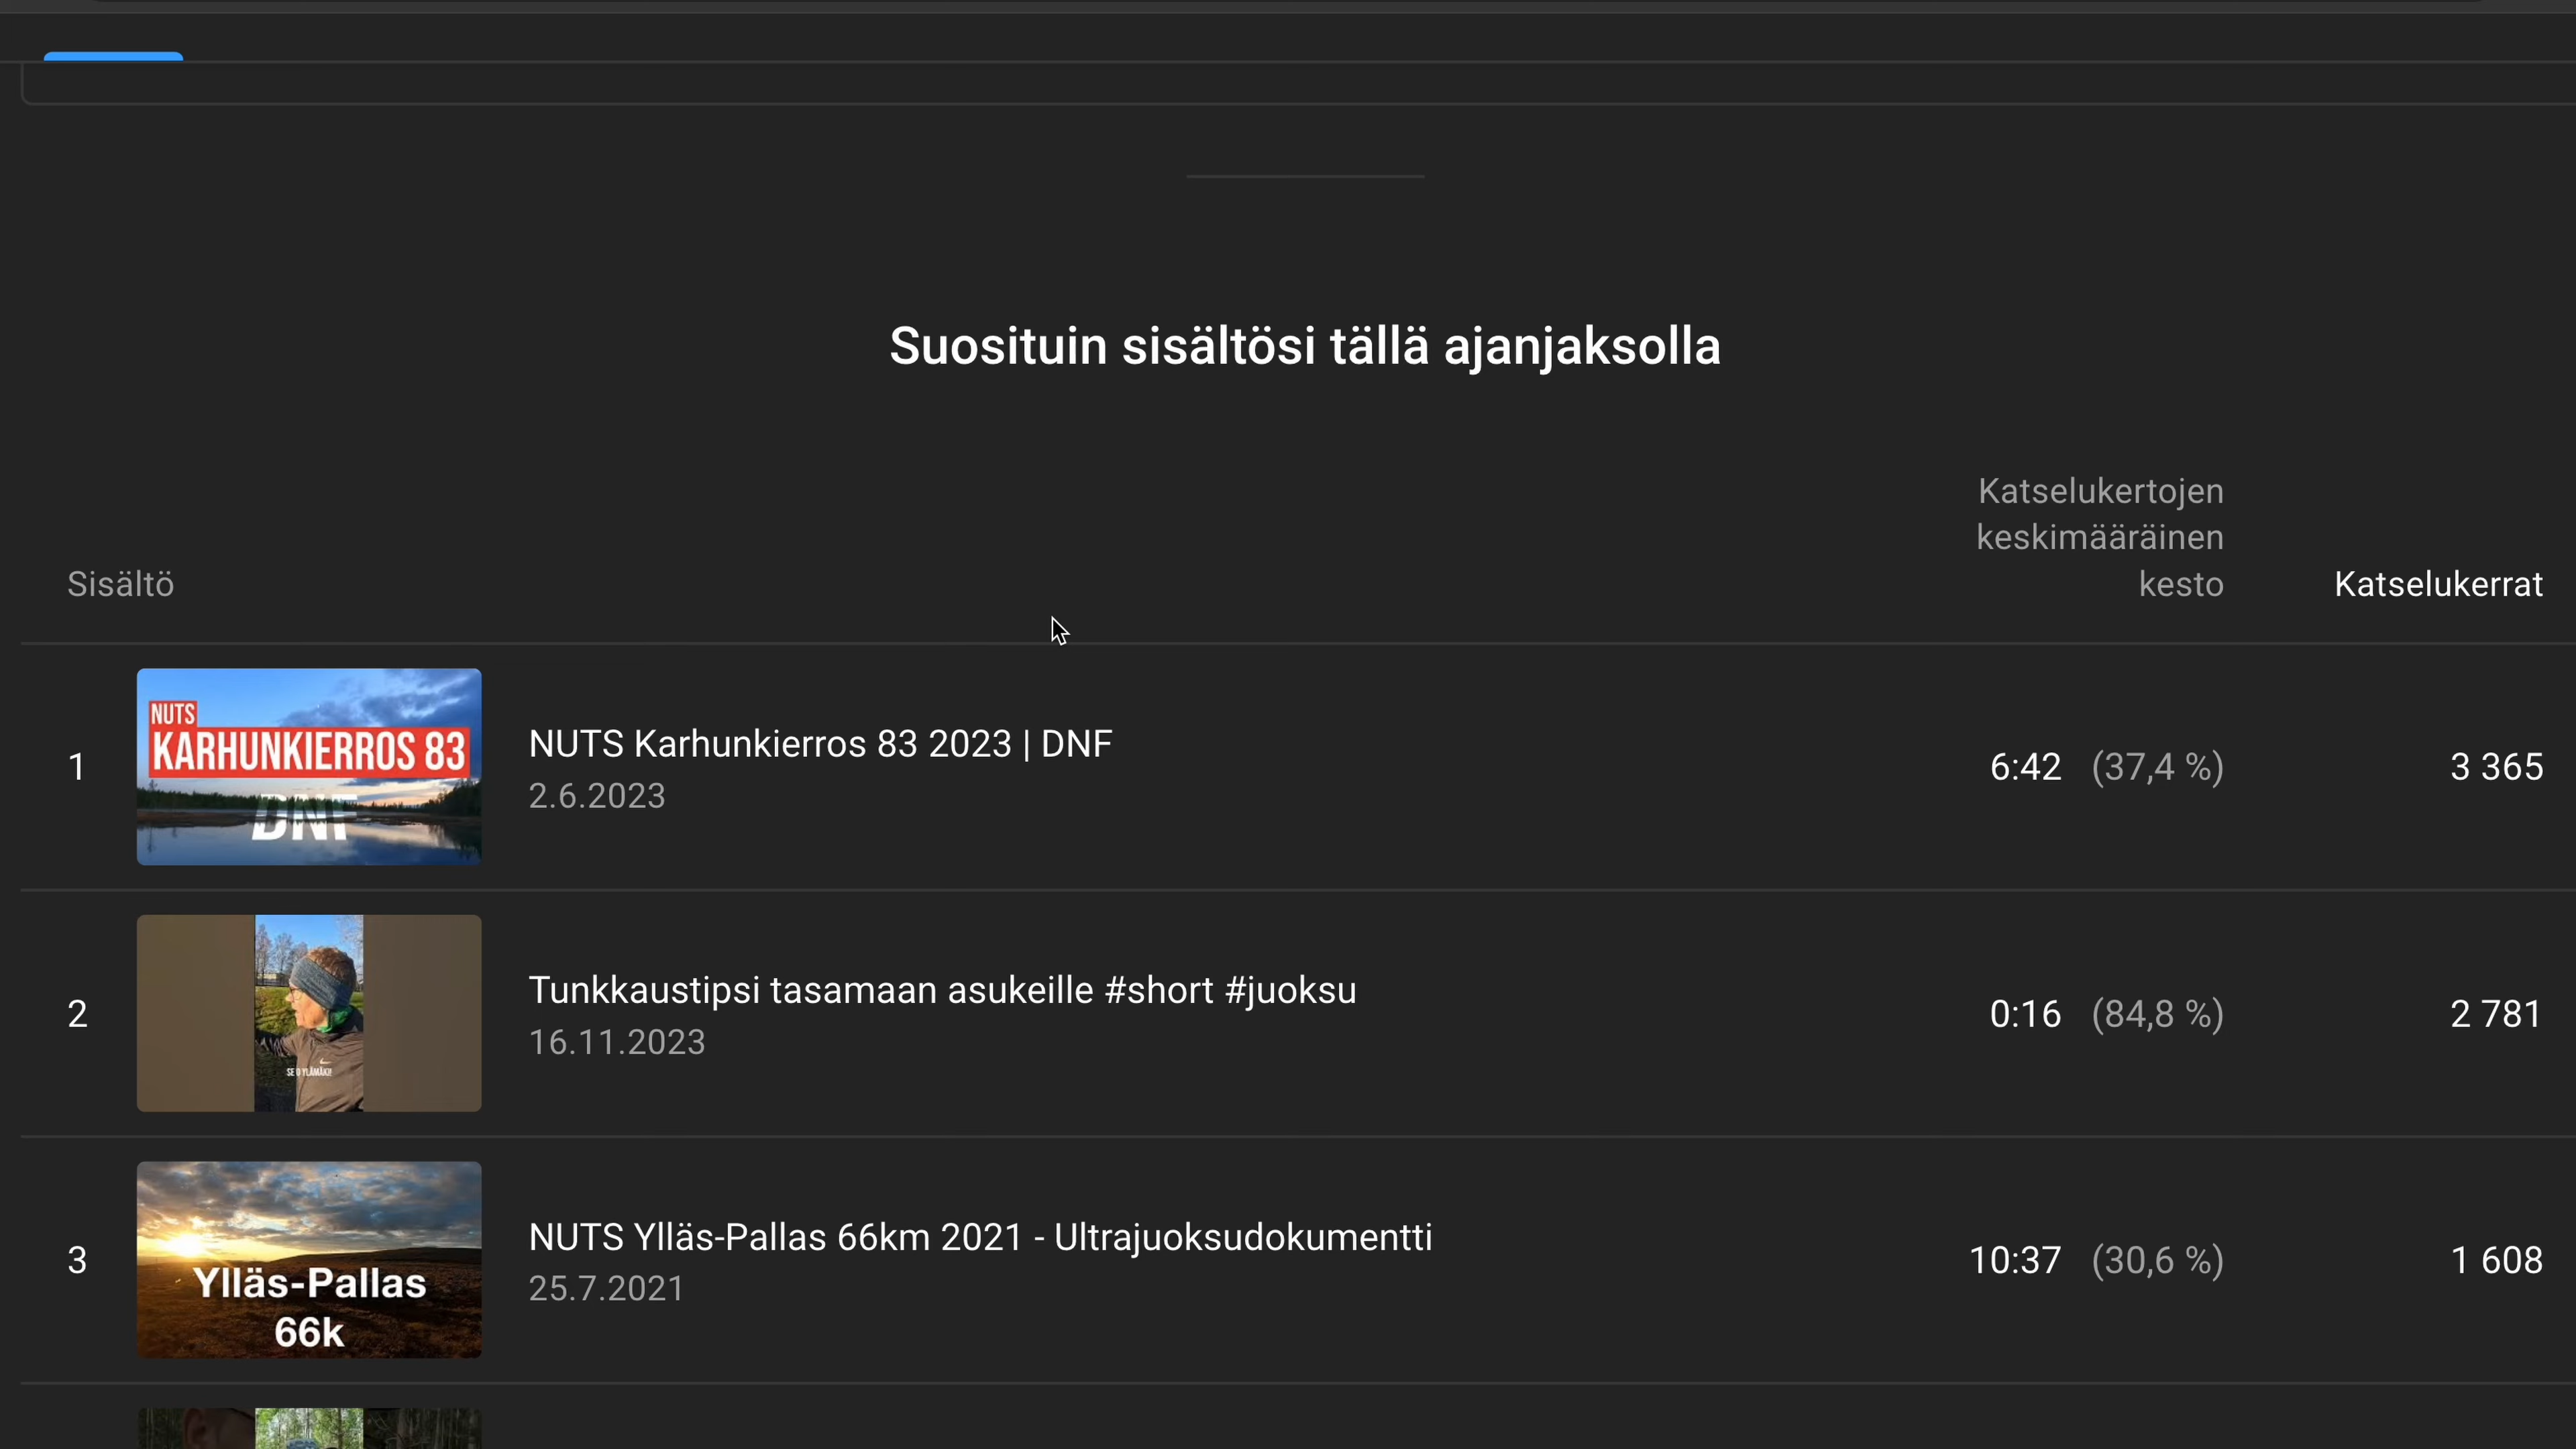 Suosituin sisältösi tällä ajanjaksolla
Katselukertojen
keskimääräinen
Sisältö kesto Katselukerrat
NUTS
KARHUNKIERROS 83
DNF
1 NUTS Karhunkierros 83 2023 | DNF 6:42 (37,4 %) 3 365
2.6.2023
SE O YLÄMÄKI!
2 Tunkkaustipsi tasamaan asukeille #short #juoksu 0:16 (84,8 %) 2 781
16.11.2023
Ylläs-Pallas
66k
3 NUTS Ylläs-Pallas 66km 2021 - Ultrajuoksudokumentti 10:37 (30,6 %) 1 608
25.7.2021